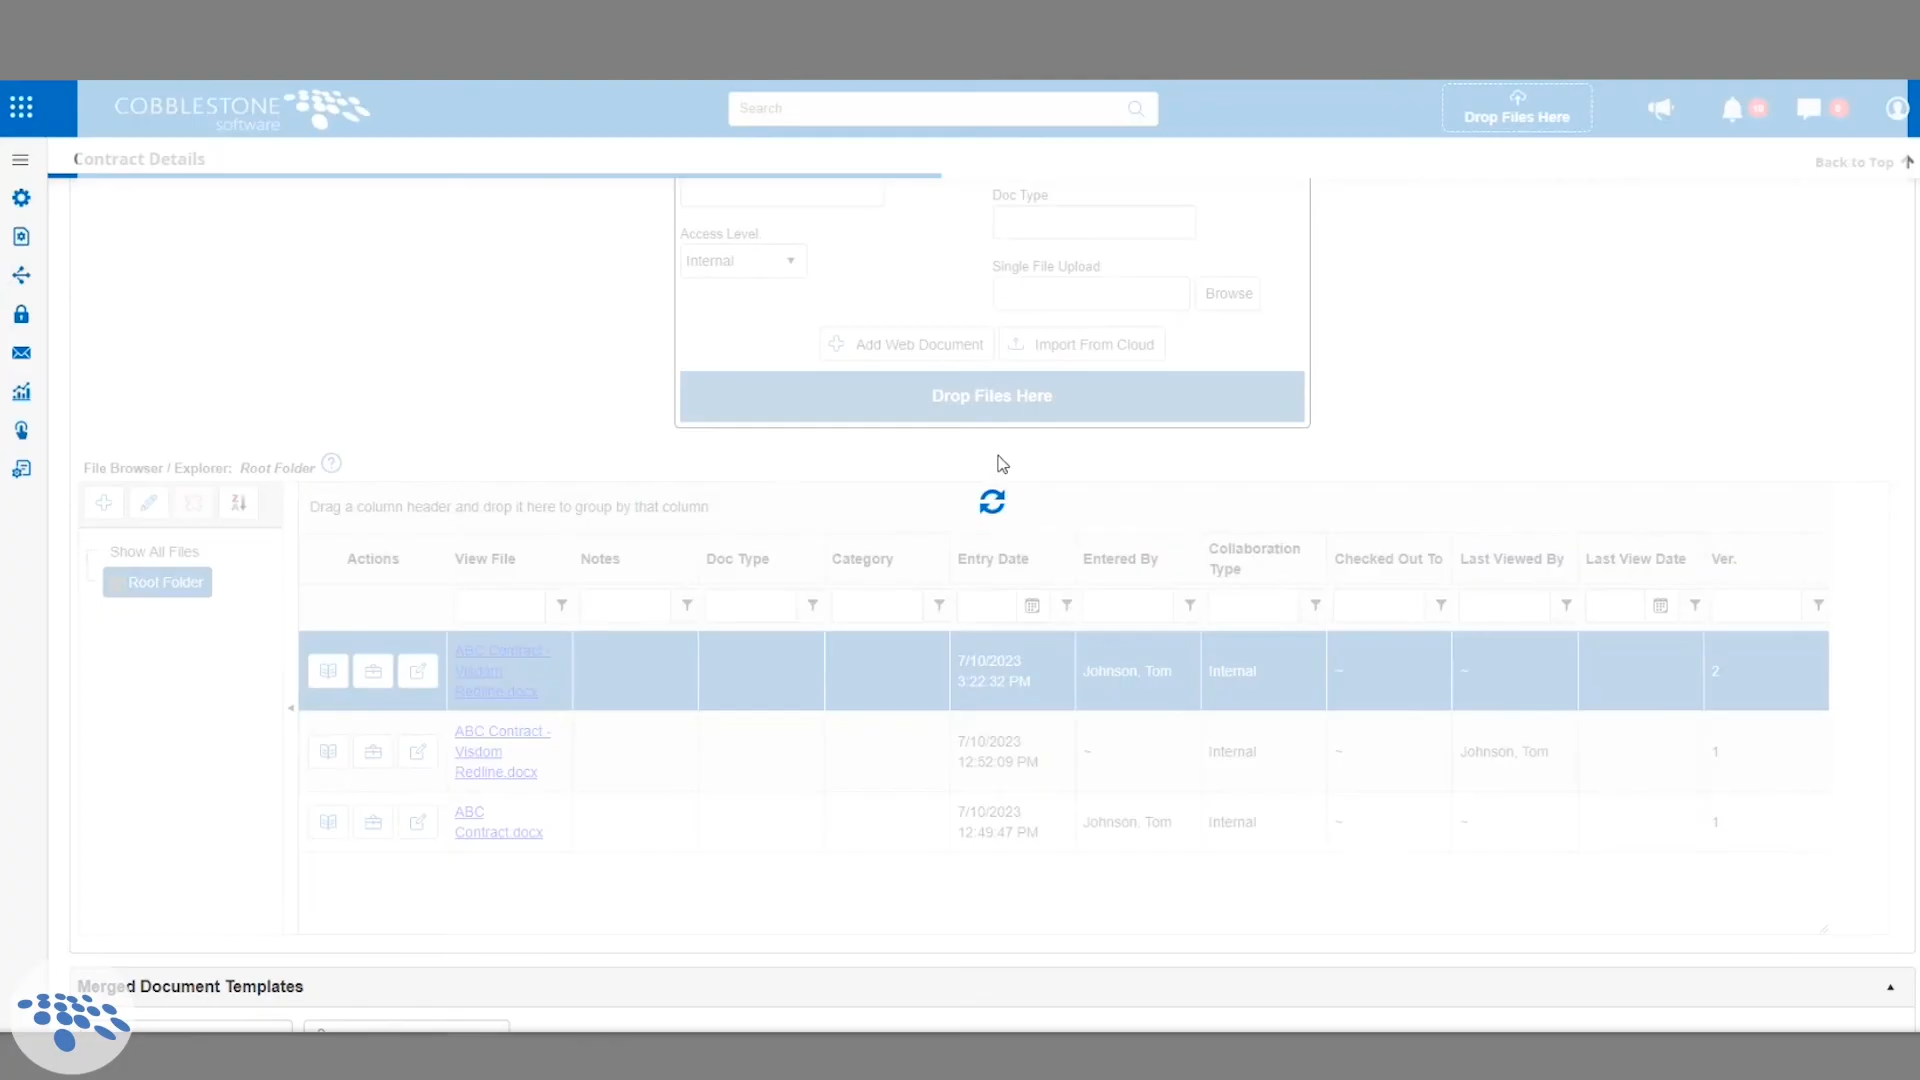 COBBLESTONE
software
Search
Drop Files Here
10
Contract Details
Back to Top
Doc Type
Access Level
Internal
Single File Upload
Browse
Add Web Document
Import From Cloud
Drop Files Here
File Browser / Explorer: Root Folder ?
Drag a column header and drop it here to group by that column
Show All Files
Root Folder
Actions View File Notes Doc Type Category Entry Date Entered By Collaboration Type Checked Out To Last Viewed By Last View Date Ver.
ABC Contract -
Visdom
Redline.docx
7/10/2023
3:22:32 PM
Johnson, Tom
Internal
~
~
2
ABC Contract -
Visdom
Redline.docx
7/10/2023
12:52:09 PM
~
Internal
~
Johnson, Tom
1
ABC
Contract.docx
7/10/2023
12:49:47 PM
Johnson, Tom
Internal
~
~
1
Merged Document Templates